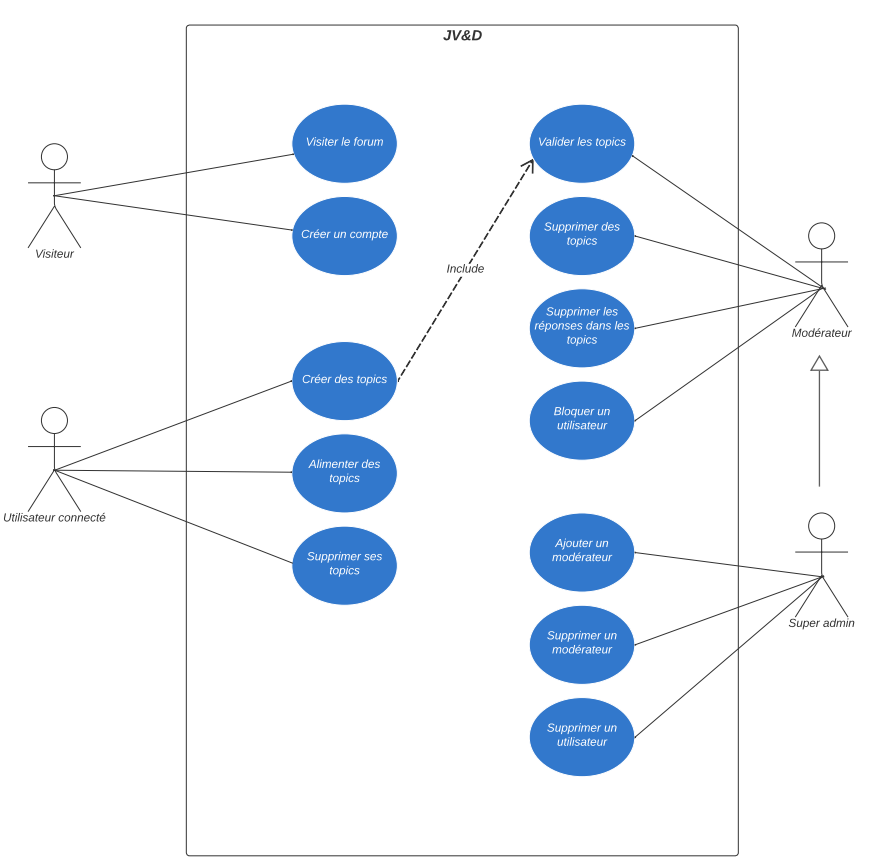 JV&D
Visiter le forum
Créer un compte
Visiteur
Créer des topics
Alimenter des
topics
Supprimer ses
topics
Utilisateur connecté
Include
Valider les topics
Supprimer des
topics
Supprimer les
réponses dans les
topics
Bloquer un
utilisateur
Modérateur
Ajouter un
modérateur
Supprimer un
modérateur
Supprimer un
utilisateur
Super admin